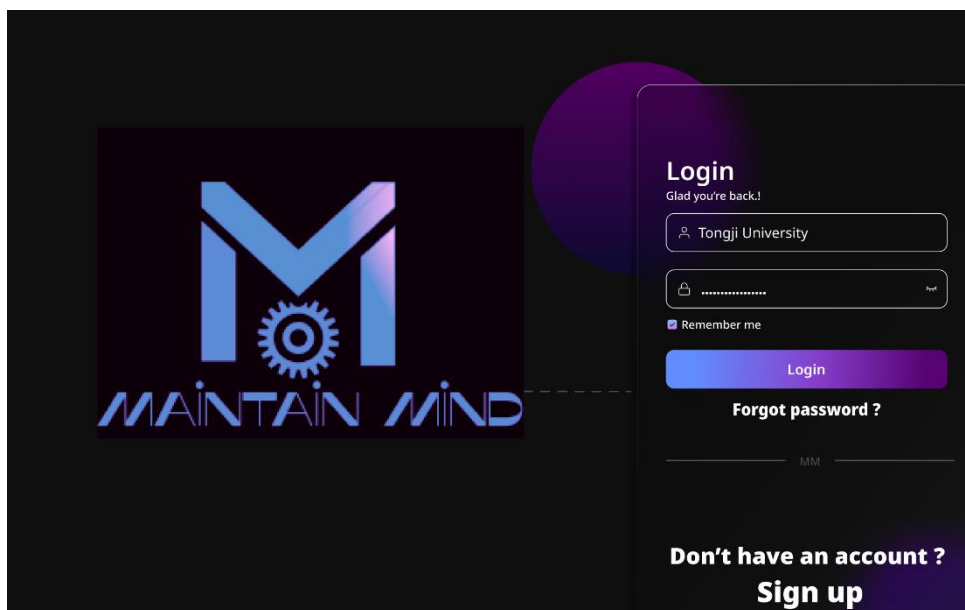 MAiNTAiN MiND
Login
Glad you're back.!
Tongji University
Remember me
Login
Forgot password ?
MM
Don't have an account ?
Sign up